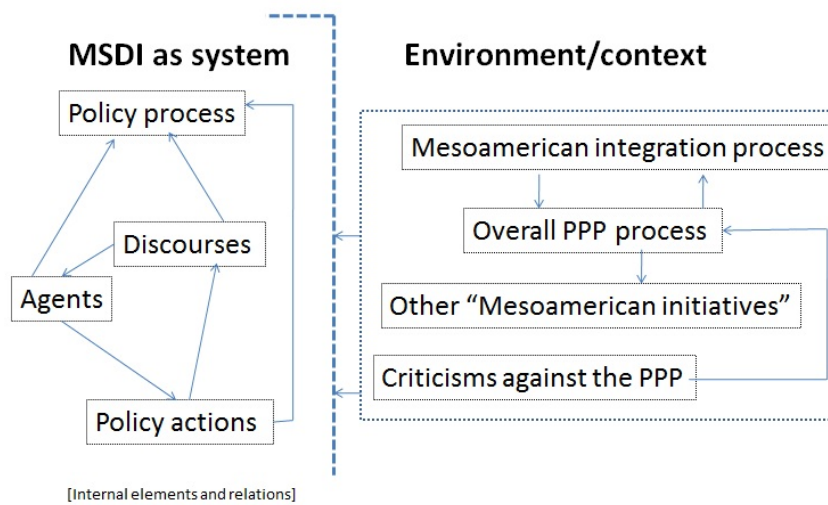 MSDI as system
Policy process
Discourses
Agents
Policy actions
[Internal elements and relations]
Environment/context
Mesoamerican integration process
Overall PPP process
Other “Mesoamerican initiatives”
Criticisms against the PPP